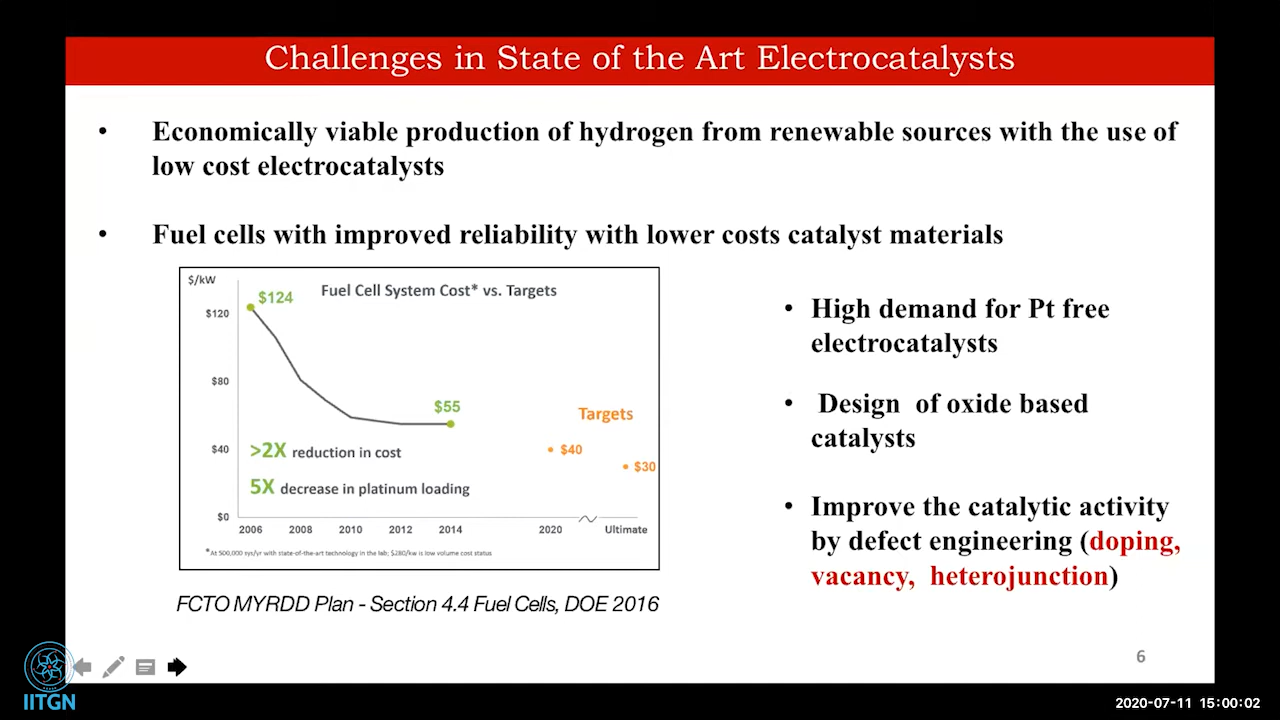 Challenges in State of the Art Electrocatalysts
• Economically viable production of hydrogen from renewable sources with the use of
low cost electrocatalysts
• Fuel cells with improved reliability with lower costs catalyst materials
$/kW
Fuel Cell System Cost* vs. Targets
$124
$120
$80
$55
Targets
$40
>2X reduction in cost
$40
$30
5X decrease in platinum loading
$0
2006 2008 2010 2012 2014 2020 Ultimate
*At 500,000 sys/yr with state-of-the-art technology in the lab; $280/kw is low volume cost status
FCTO MYRDD Plan - Section 4.4 Fuel Cells, DOE 2016
• High demand for Pt free
electrocatalysts
• Design of oxide based
catalysts
• Improve the catalytic activity
by defect engineering (doping,
vacancy, heterojunction)
6
IITGN
2020-07-11 15:00:02